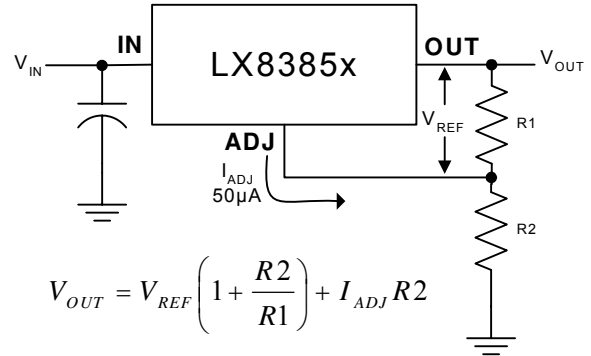 IN
LX8385x
OUT
V_IN
V_OUT
V_REF
R1
ADJ
I_ADJ
50µA
R2
V_OUT = V_REF (1 + R2/R1) + I_ADJ R2